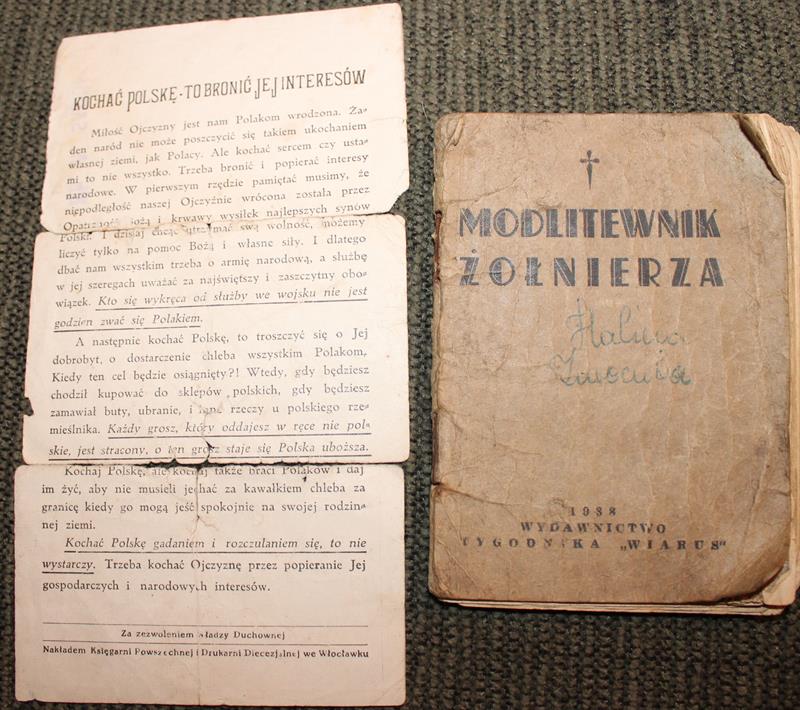 KOCHAĆ POLSKĘ - TO BRONIĆ JEJ INTERESÓW
Miłość Ojczyzny jest nam Polakom wrodzona. Ża-
den naród nie może poszczycić się takiem ukochaniem
własnej ziemi, jak Polacy. Ale kochać sercem czy usta-
mi to nie wszystko. Trzeba bronić i popierać interesy
narodowe. W pierwszym rzędzie pamiętać musimy, że
niepodległość naszej Ojczyźnie wrócona została przez
Opatrzność Bożą i krwawy wysiłek najlepszych synów
Polski. I dzisiaj chcąc utrzymać swą wolność, możemy
liczyć tylko na pomoc Bożą i własne siły. I dlatego
dbać nam wszystkim trzeba o armię narodową, a służbę
w jej szeregach uważać za najświętszy i zaszczytny obo-
wiązek. Kto się wykręca od służby we wojsku nie jest
godzien zwać się Polakiem.
A następnie kochać Polskę, to troszczyć się o Jej
dobrobyt, o dostarczenie chleba wszystkim Polakom.
Kiedy ten cel będzie osiągnięty?! Wtedy, gdy będziesz
chodził kupować do sklepów polskich, gdy będziesz
zamawiał buty, ubranie, i inne rzeczy u polskiego rze-
mieślnika. Każdy grosz, który oddajesz w ręce nie pol-
skie, jest stracony, o ten grosz staje się Polska uboższa.
Kochaj Polskę, ale kochaj także braci Polaków i daj
im żyć, aby nie musieli jechać za kawałkiem chleba za
granicę kiedy go mogą jeść spokojnie na swojej rodzin-
nej ziemi.
Kochać Polskę gadaniem i rozczulaniem się, to nie
wystarczy. Trzeba kochać Ojczyznę przez popieranie Jej
gospodarczych i narodowych interesów.
Za zezwoleniem Władzy Duchownej
Nakładem Księgarni Powszechnej i Drukarni Diecezjalnej we Włocławku
MODLITEWNIK
ŻOŁNIERZA
Halina
1938
WYDAWNICTWO
TYGODNIKA „WIARUS"